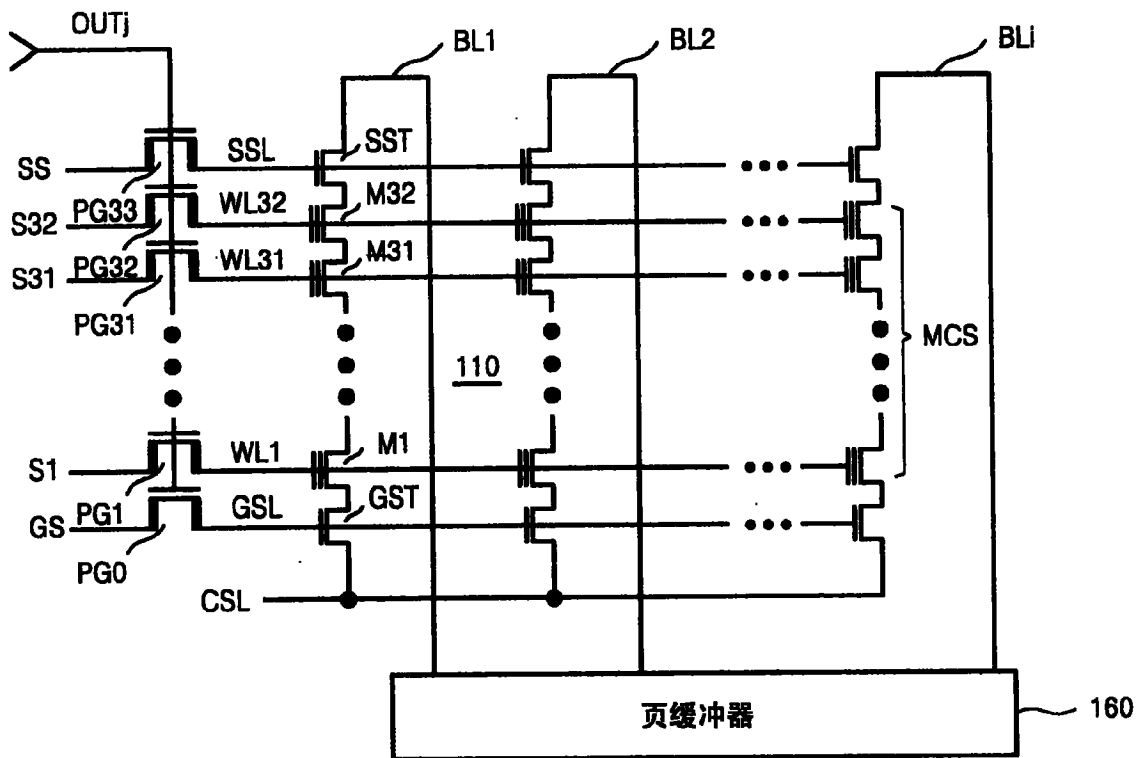 OUTj
BL1
BL2
BLi
SS
SSL
SST
PG33
WL32
M32
S32
PG32
WL31
M31
S31
PG31
110
MCS
S1
WL1
M1
PG1
GSL
GST
GS
PG0
CSL
页缓冲器
160